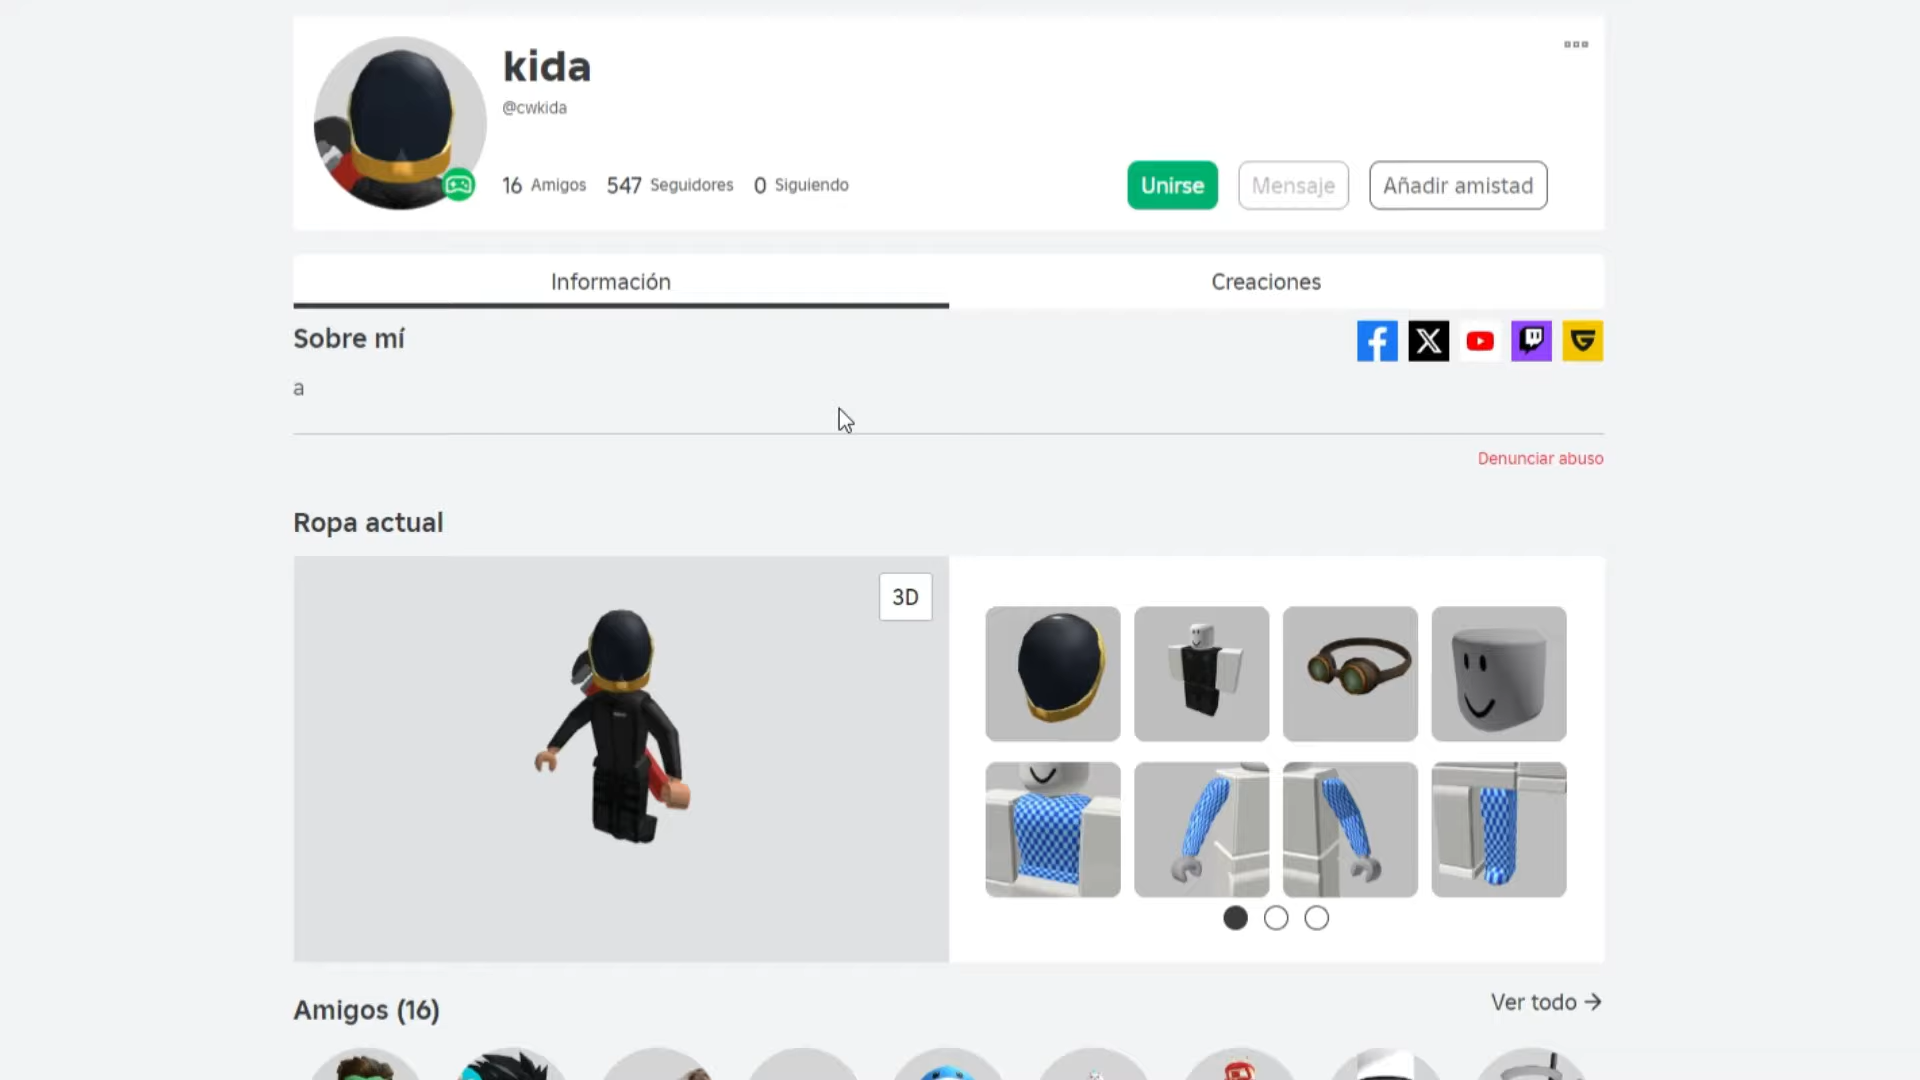 kida
@cwkida
16 Amigos 547 Seguidores 0 Siguiendo
Unirse
Mensaje
Añadir amistad
Información
Creaciones
Sobre mí
a
Denunciar abuso
Ropa actual
3D
Amigos (16)
Ver todo →